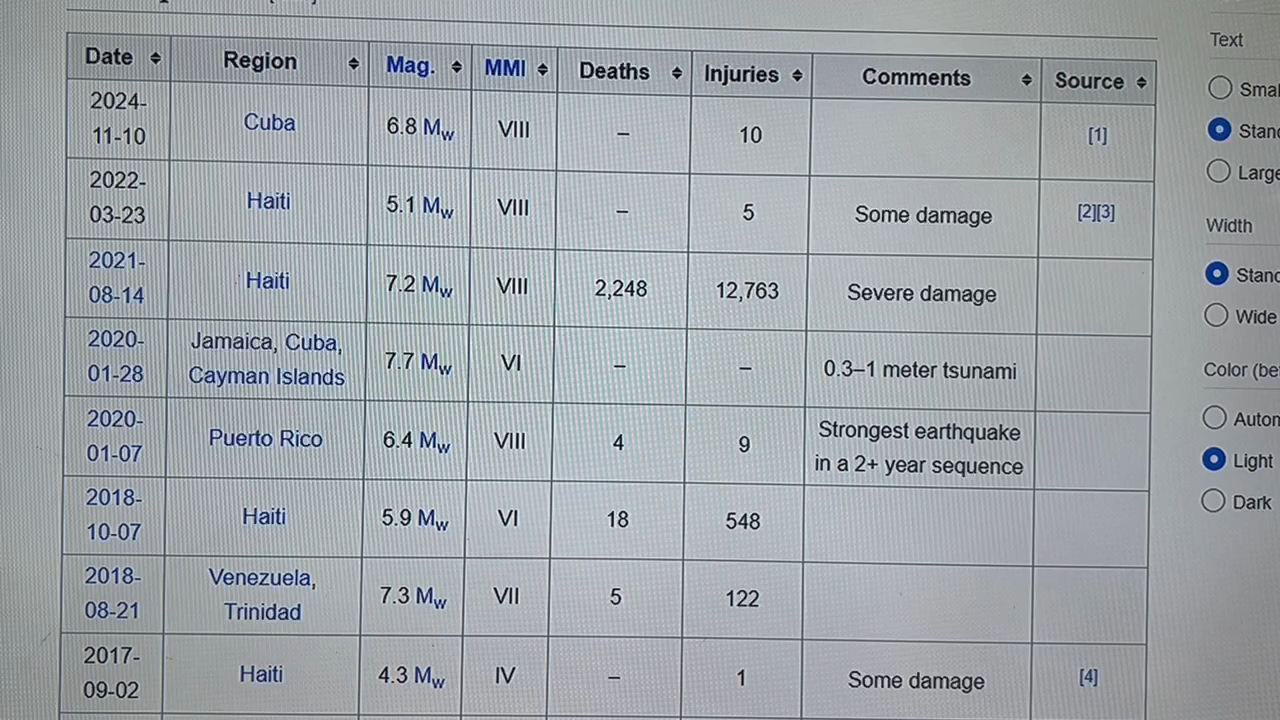 Date Region Mag. MMI Deaths Injuries Comments Source
2024-
11-10 Cuba 6.8 Mw VIII – 10 [1]
2022-
03-23 Haiti 5.1 Mw VIII – 5 Some damage [2][3]
2021-
08-14 Haiti 7.2 Mw VIII 2,248 12,763 Severe damage
2020-
01-28 Jamaica, Cuba,
Cayman Islands 7.7 Mw VI – – 0.3–1 meter tsunami
2020-
01-07 Puerto Rico 6.4 Mw VIII 4 9 Strongest earthquake
in a 2+ year sequence
2018-
10-07 Haiti 5.9 Mw VI 18 548
2018-
08-21 Venezuela,
Trinidad 7.3 Mw VII 5 122
2017-
09-02 Haiti 4.3 Mw IV – 1 Some damage [4]
Text
Width
Wide
Light
Dark